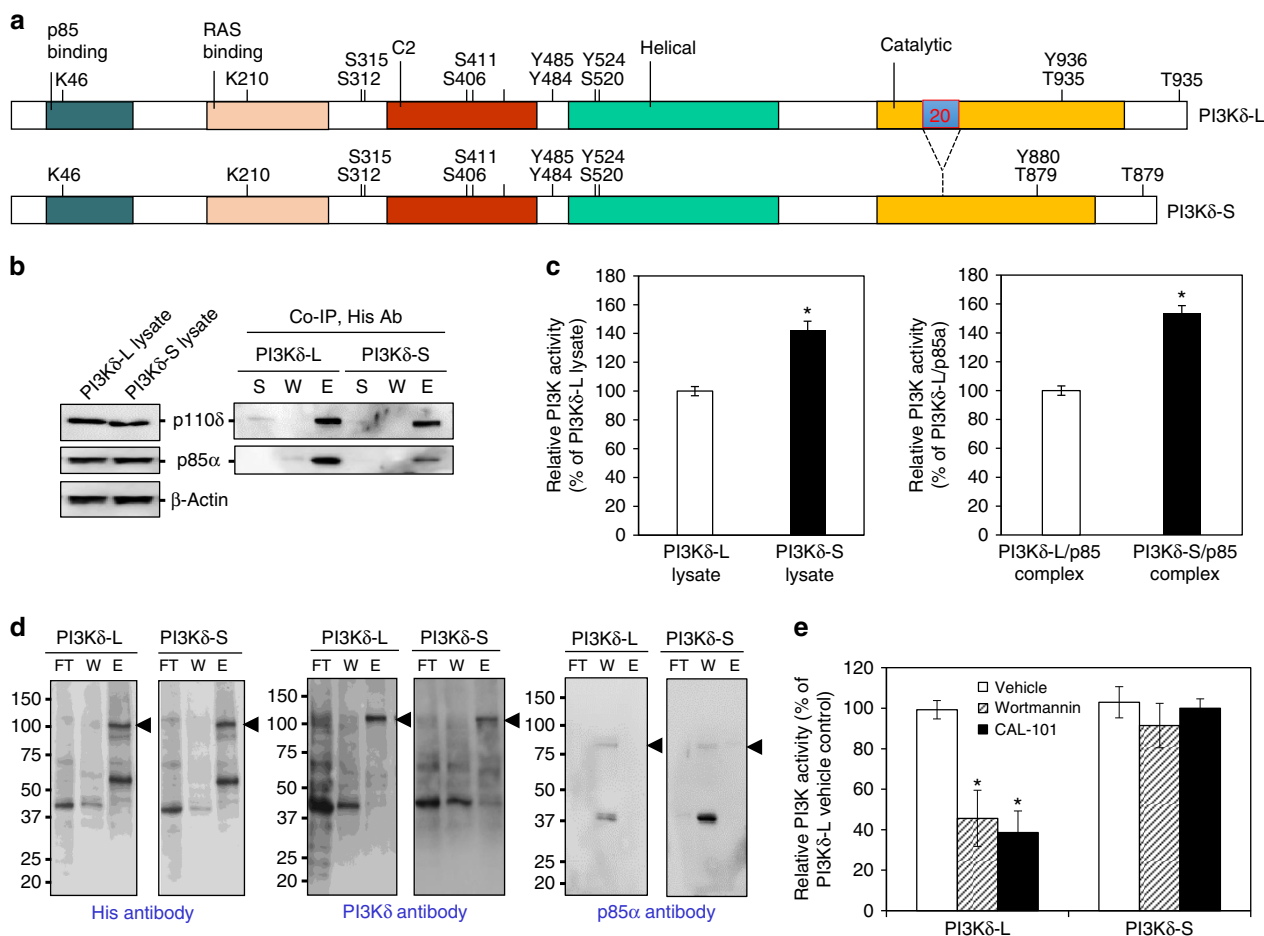 a
p85 binding
RAS binding
C2
Helical
Catalytic
K46
K210
S315
S312
S411
S406
Y485
Y484
Y524
S520
Y936
T935
T935
20
PI3Kδ-L
K46
K210
S315
S312
S411
S406
Y485
Y484
Y524
S520
Y880
T879
T879
PI3Kδ-S
b
PI3Kδ-L lysate
PI3Kδ-S lysate
Co-IP, His Ab
PI3Kδ-L PI3Kδ-S
S W E S W E
p110δ
p85α
β-Actin
c
Relative PI3K activity
(% of PI3Kδ-L lysate)
180
160
140
120
100
80
60
40
20
0
*
PI3Kδ-L lysate
PI3Kδ-S lysate
Relative PI3K activity
(% of PI3Kδ-L/p85a)
180
160
140
120
100
80
60
40
20
0
*
PI3Kδ-L/p85 complex
PI3Kδ-S/p85 complex
d
PI3Kδ-L PI3Kδ-S
FT W E FT W E
150
100
75
50
37
25
20
His antibody
PI3Kδ-L PI3Kδ-S
FT W E FT W E
150
100
75
50
37
25
20
PI3Kδ antibody
PI3Kδ-L PI3Kδ-S
FT W E FT W E
150
100
75
50
37
25
20
p85α antibody
e
Relative PI3K activity (% of
PI3Kδ-L vehicle control)
120
100
80
60
40
20
0
Vehicle
Wortmannin
CAL-101
*
*
PI3Kδ-L
PI3Kδ-S